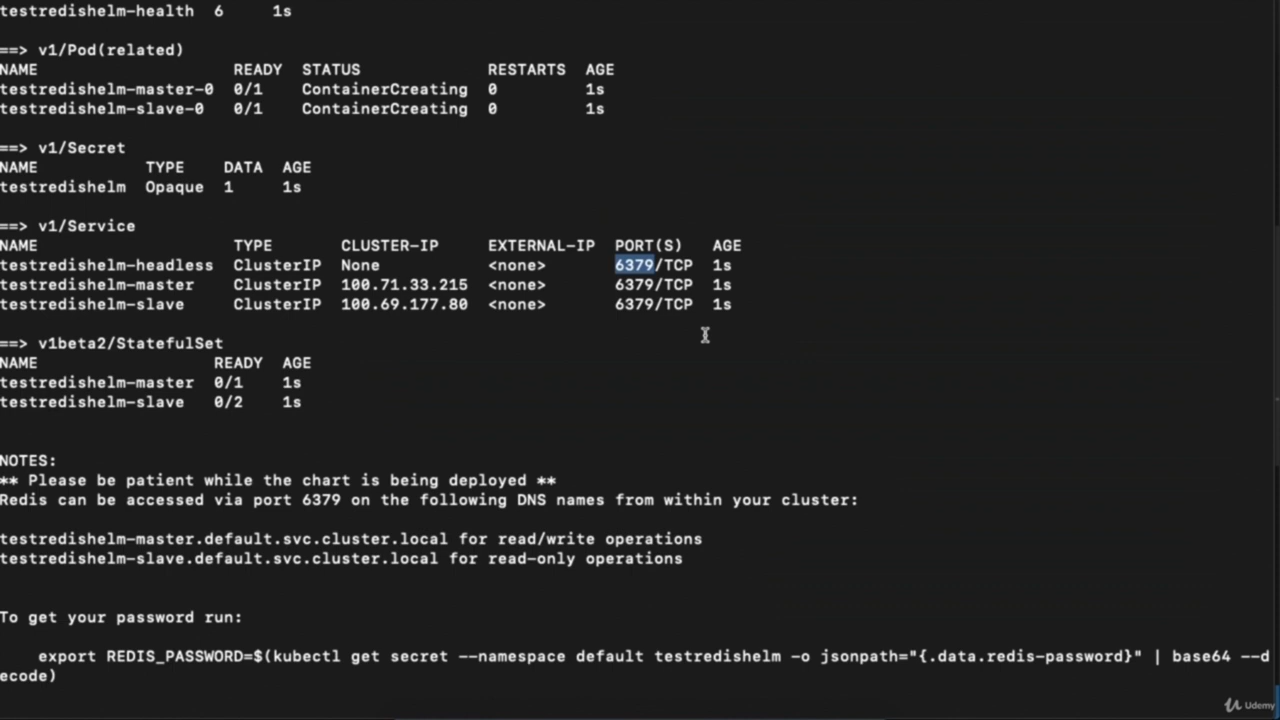 testredishelm-health  6     1s
==> v1/Pod(related)
NAME                    READY  STATUS             RESTARTS  AGE
testredishelm-master-0  0/1    ContainerCreating  0         1s
testredishelm-slave-0   0/1    ContainerCreating  0         1s
==> v1/Secret
NAME           TYPE    DATA  AGE
testredishelm  Opaque  1     1s
==> v1/Service
NAME                    TYPE       CLUSTER-IP     EXTERNAL-IP  PORT(S)   AGE
testredishelm-headless  ClusterIP  None           <none>       6379/TCP  1s
testredishelm-master    ClusterIP  100.71.33.215  <none>       6379/TCP  1s
testredishelm-slave     ClusterIP  100.69.177.80  <none>       6379/TCP  1s
==> v1beta2/StatefulSet
NAME                  READY  AGE
testredishelm-master  0/1    1s
testredishelm-slave   0/2    1s
NOTES:
** Please be patient while the chart is being deployed **
Redis can be accessed via port 6379 on the following DNS names from within your cluster:
testredishelm-master.default.svc.cluster.local for read/write operations
testredishelm-slave.default.svc.cluster.local for read-only operations
To get your password run:
    export REDIS_PASSWORD=$(kubectl get secret --namespace default testredishelm -o jsonpath="{.data.redis-password}" | base64 --d
ecode)
Udemy